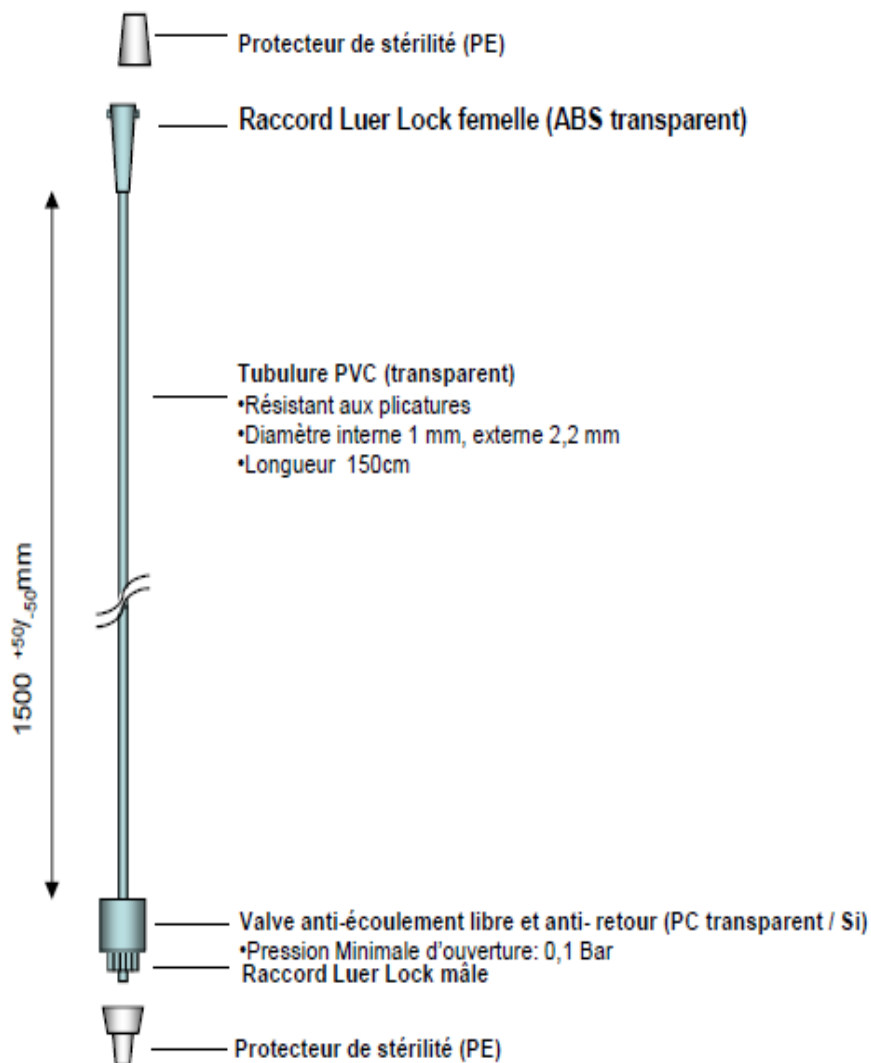 Protecteur de stérilité (PE)
Raccord Luer Lock femelle (ABS transparent)
Tubulure PVC (transparent)
•Résistant aux plicatures
•Diamètre interne 1 mm, externe 2,2 mm
•Longueur 150cm
1500 +50/-50mm
Valve anti-écoulement libre et anti- retour (PC transparent / Si)
•Pression Minimale d'ouverture: 0,1 Bar
Raccord Luer Lock mâle
Protecteur de stérilité (PE)